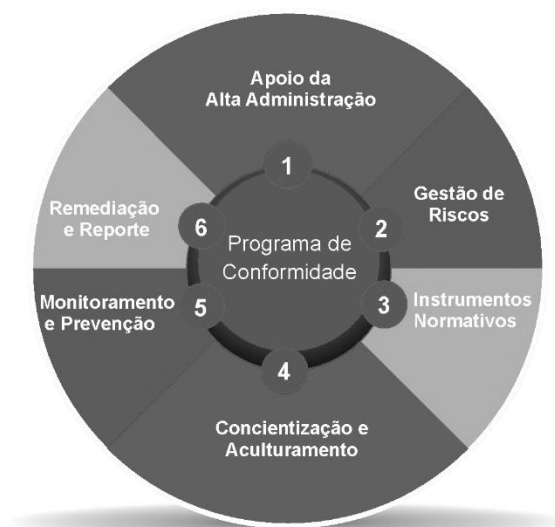 Apoio da
Alta Administração
1
Gestão de
Riscos
2
Instrumentos
Normativos
3
Concientização e
Aculturamento
4
Monitoramento
e Prevenção
5
Remediação
e Reporte
6
Programa de
Conformidade